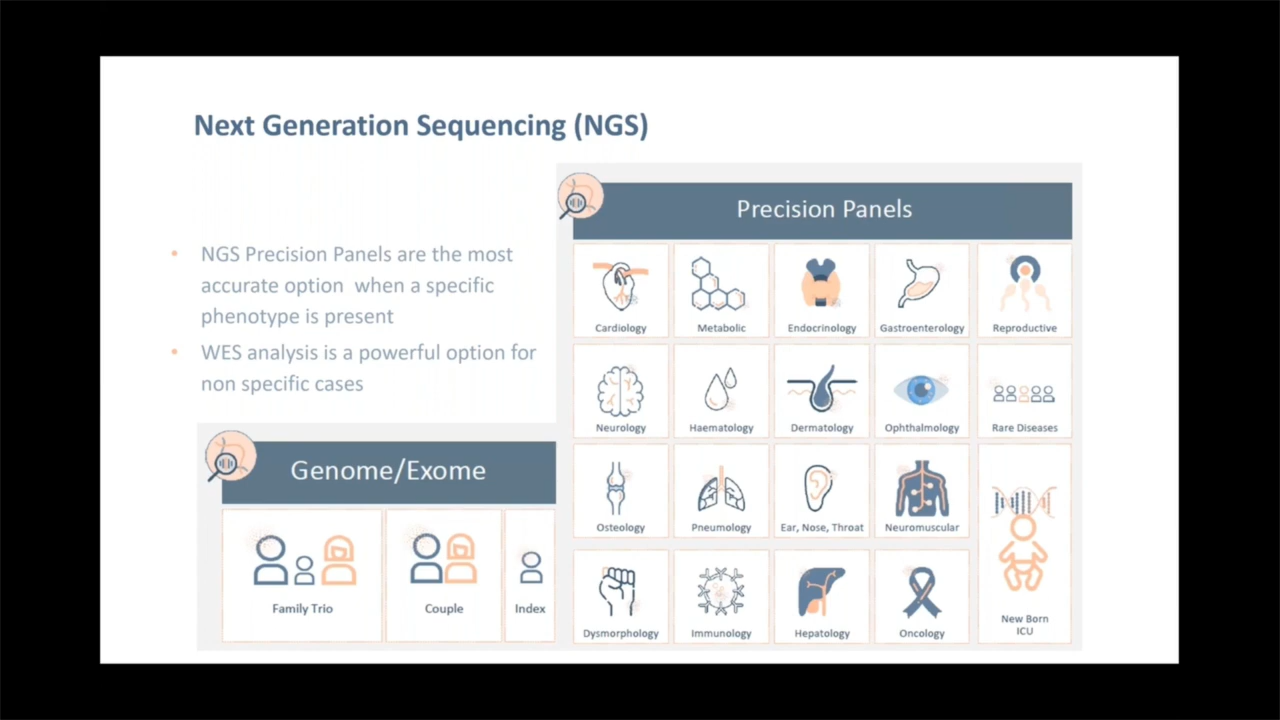 Next Generation Sequencing (NGS)
• NGS Precision Panels are the most
accurate option when a specific
phenotype is present
• WES analysis is a powerful option for
non specific cases
Genome/Exome
Family Trio
Couple
Index
Precision Panels
Cardiology
Metabolic
Endocrinology
Gastroenterology
Reproductive
Neurology
Haematology
Dermatology
Ophthalmology
Rare Diseases
Osteology
Pneumology
Ear, Nose, Throat
Neuromuscular
Dysmorphology
Immunology
Hepatology
Oncology
New Born
ICU